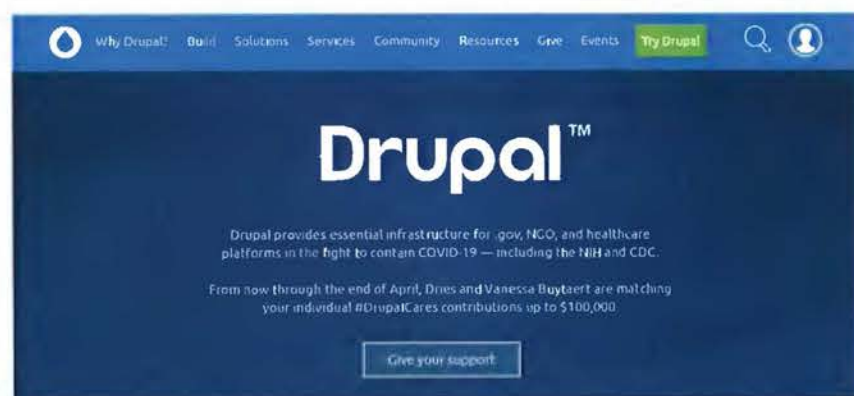 Why Drupal? Build Solutions Services Community Resources Give Events Try Drupal
Drupal™
Drupal provides essential infrastructure for .gov, NGO, and healthcare
platforms in the fight to contain COVID-19 — including the NIH and CDC.
From now through the end of April, Dries and Vanessa Buytaert are matching
your individual #DrupalCares contributions up to $100,000
Give your support